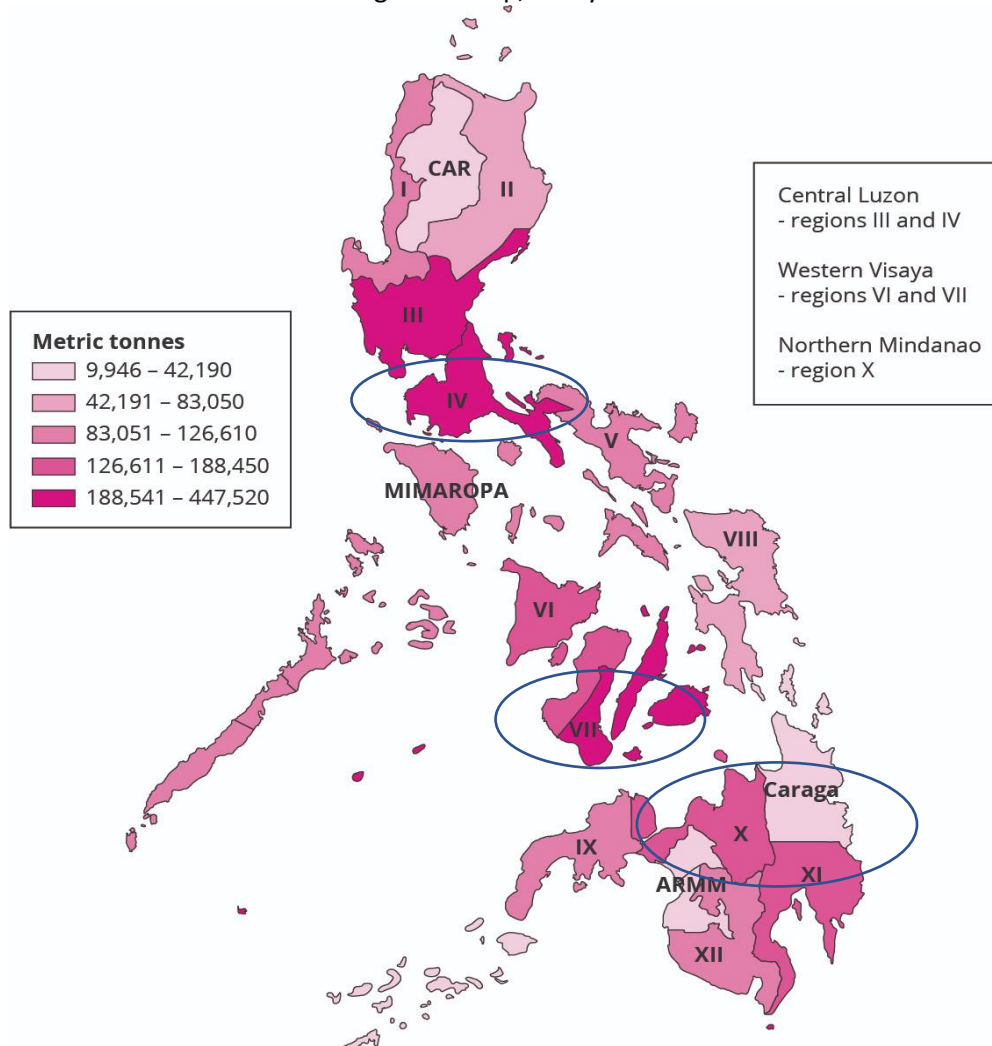 CAR
I
II
Central Luzon
- regions III and IV
Western Visaya
- regions VI and VII
Northern Mindanao
- region X
III
Metric tonnes
9,946 – 42,190
42,191 – 83,050
83,051 – 126,610
126,611 – 188,450
188,541 – 447,520
IV
V
MIMAROPA
VIII
VI
VII
Caraga
X
IX
XI
ARMM
XII